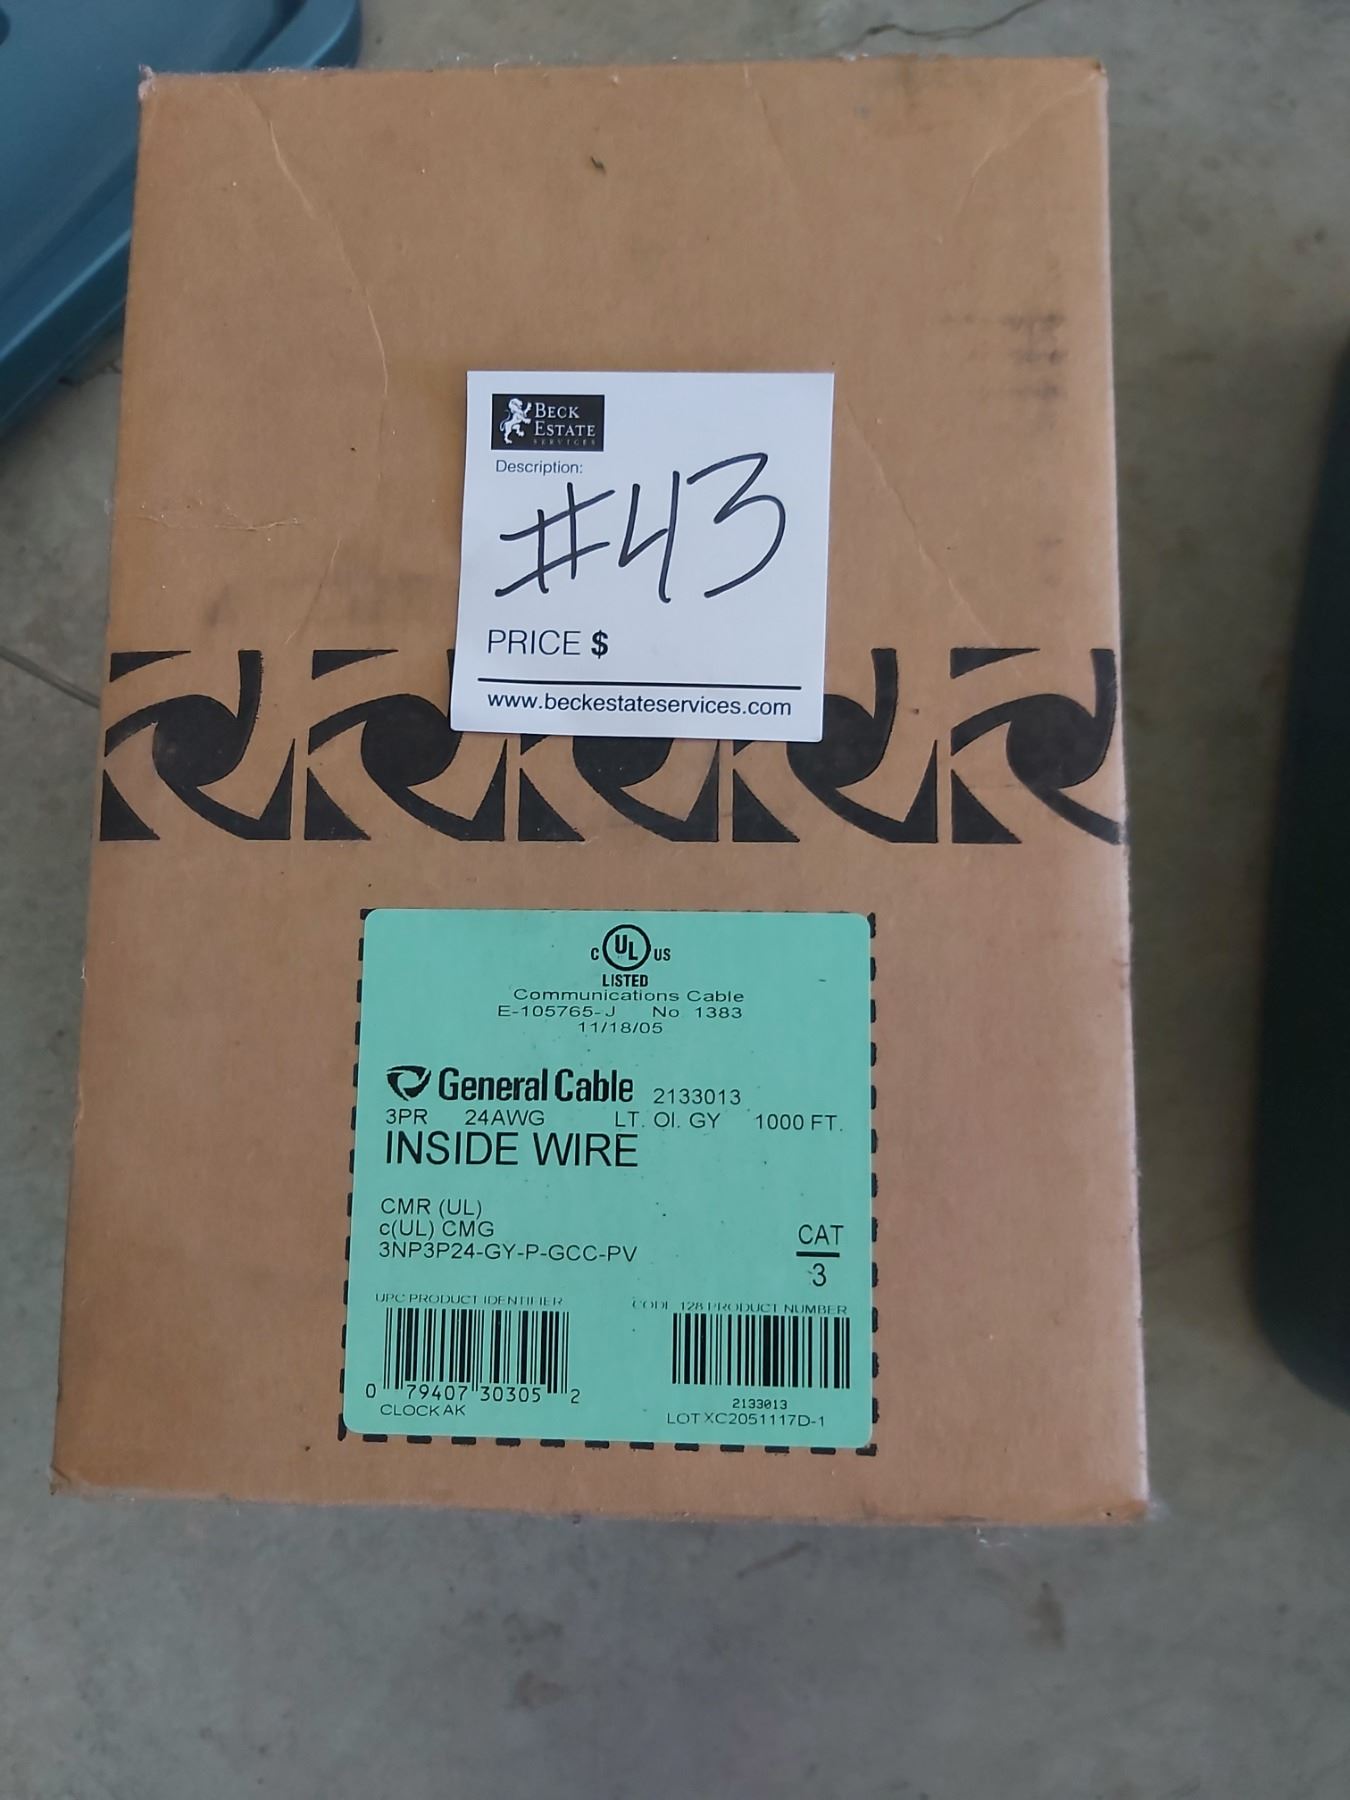 BECK
ESTATE
SERVICES
Description:
#43
PRICE $
www.beckestateservices.com
C UL US
LISTED
Communications Cable
E-105765-J No. 1383
11/18/05
General Cable 2133013
3PR 24AWG LT. Ol. GY 1000 FT.
INSIDE WIRE
CMR (UL)
c(UL) CMG
3NP3P24-GY-P-GCC-PV
CAT
3
UPC PRODUCT IDENTIFIER
CODE 128 PRODUCT NUMBER
0 79407 30305 2
2133013
CLOCK AK
LOT XC2051117D-1